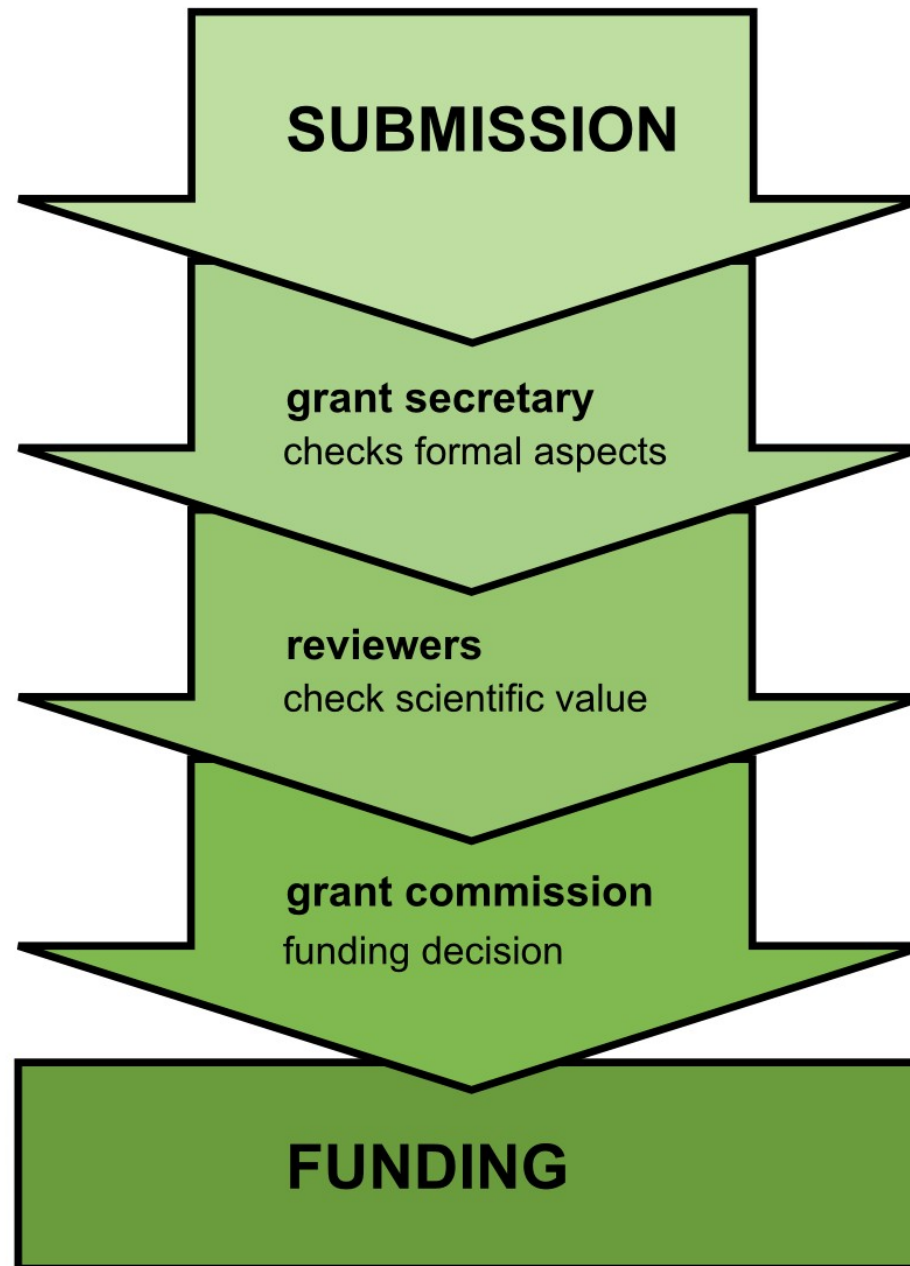 SUBMISSION
grant secretary
checks formal aspects
reviewers
check scientific value
grant commission
funding decision
FUNDING